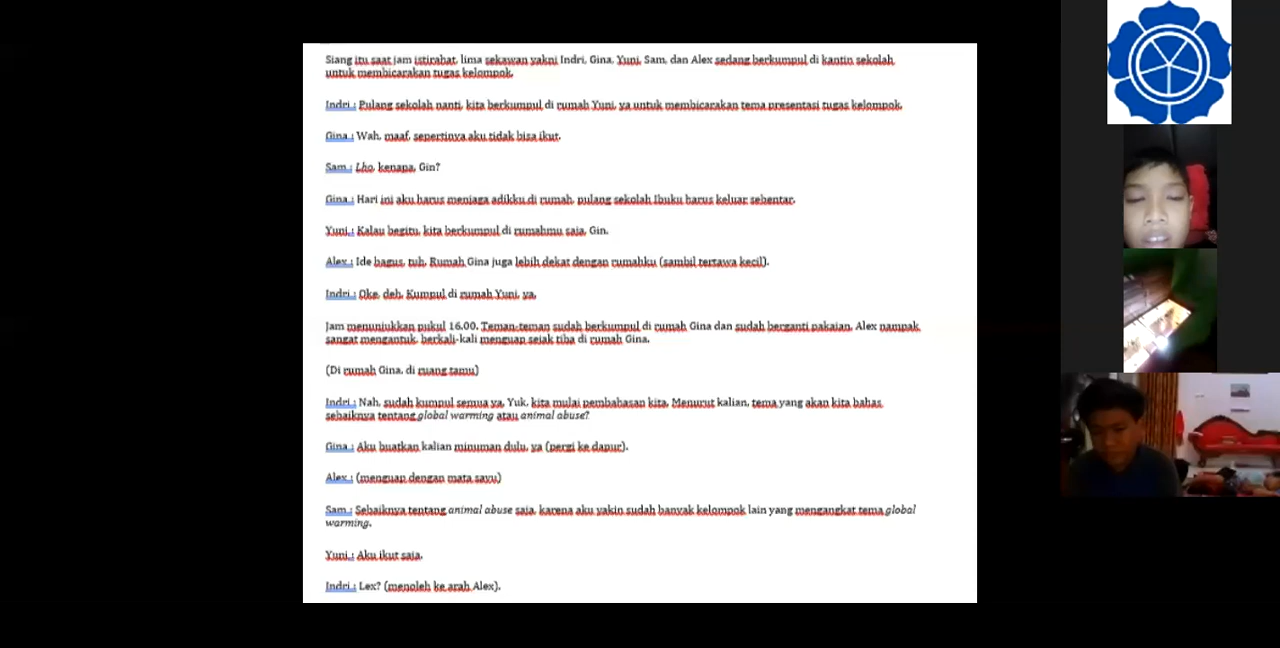 Siang itu saat jam istirahat, lima sekawan yakni Indri, Gina, Yuni, Sam, dan Alex sedang berkumpul di kantin sekolah
untuk membicarakan tugas kelompok.
Indri : Pulang sekolah nanti, kita berkumpul di rumah Yuni, ya untuk membicarakan tema presentasi tugas kelompok.
Gina : Wah, maaf, sepertinya aku tidak bisa ikut.
Sam : Lho, kenapa, Gin?
Gina : Hari ini aku harus menjaga adikku di rumah, pulang sekolah Ibuku harus keluar sebentar.
Yuni : Kalau begitu, kita berkumpul di rumahmu saja, Gin.
Alex : Ide bagus, tuh. Rumah Gina juga lebih dekat dengan rumahku (sambil tertawa kecil).
Indri : Oke, deh. Kumpul di rumah Yuni, ya.
Jam menunjukkan pukul 16.00. Teman-teman sudah berkumpul di rumah Gina dan sudah berganti pakaian. Alex nampak
sangat mengantuk, berkali-kali menguap sejak tiba di rumah Gina.
(Di rumah Gina, di ruang tamu)
Indri : Nah, sudah kumpul semua ya. Yuk, kita mulai pembahasan kita. Menurut kalian, tema yang akan kita bahas
sebaiknya tentang global warming atau animal abuse?
Gina : Aku buatkan kalian minuman dulu, ya (pergi ke dapur).
Alex : (menguap dengan mata sayu)
Sam : Sebaiknya tentang animal abuse saja, karena aku yakin sudah banyak kelompok lain yang mengangkat tema global
warming.
Yuni : Aku ikut saja.
Indri : Lex? (menoleh ke arah Alex).